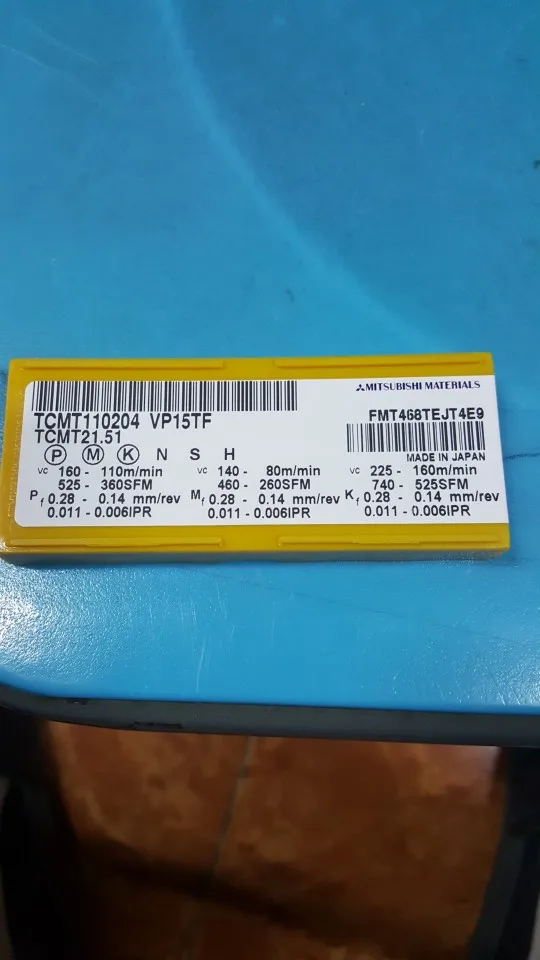 MITSUBISHI MATERIALS
TCMT110204 VP15TF
TCMT21.51
FMT468TEJT4E9
MADE IN JAPAN
P M K N S H
vc 160 - 110m/min
525 - 360SFM
P f 0.28 - 0.14 mm/rev
0.011 - 0.006IPR
vc 140 - 80m/min
460 - 260SFM
M f 0.28 - 0.14 mm/rev
0.011 - 0.006IPR
vc 225 - 160m/min
740 - 525SFM
K f 0.28 - 0.14 mm/rev
0.011 - 0.006IPR